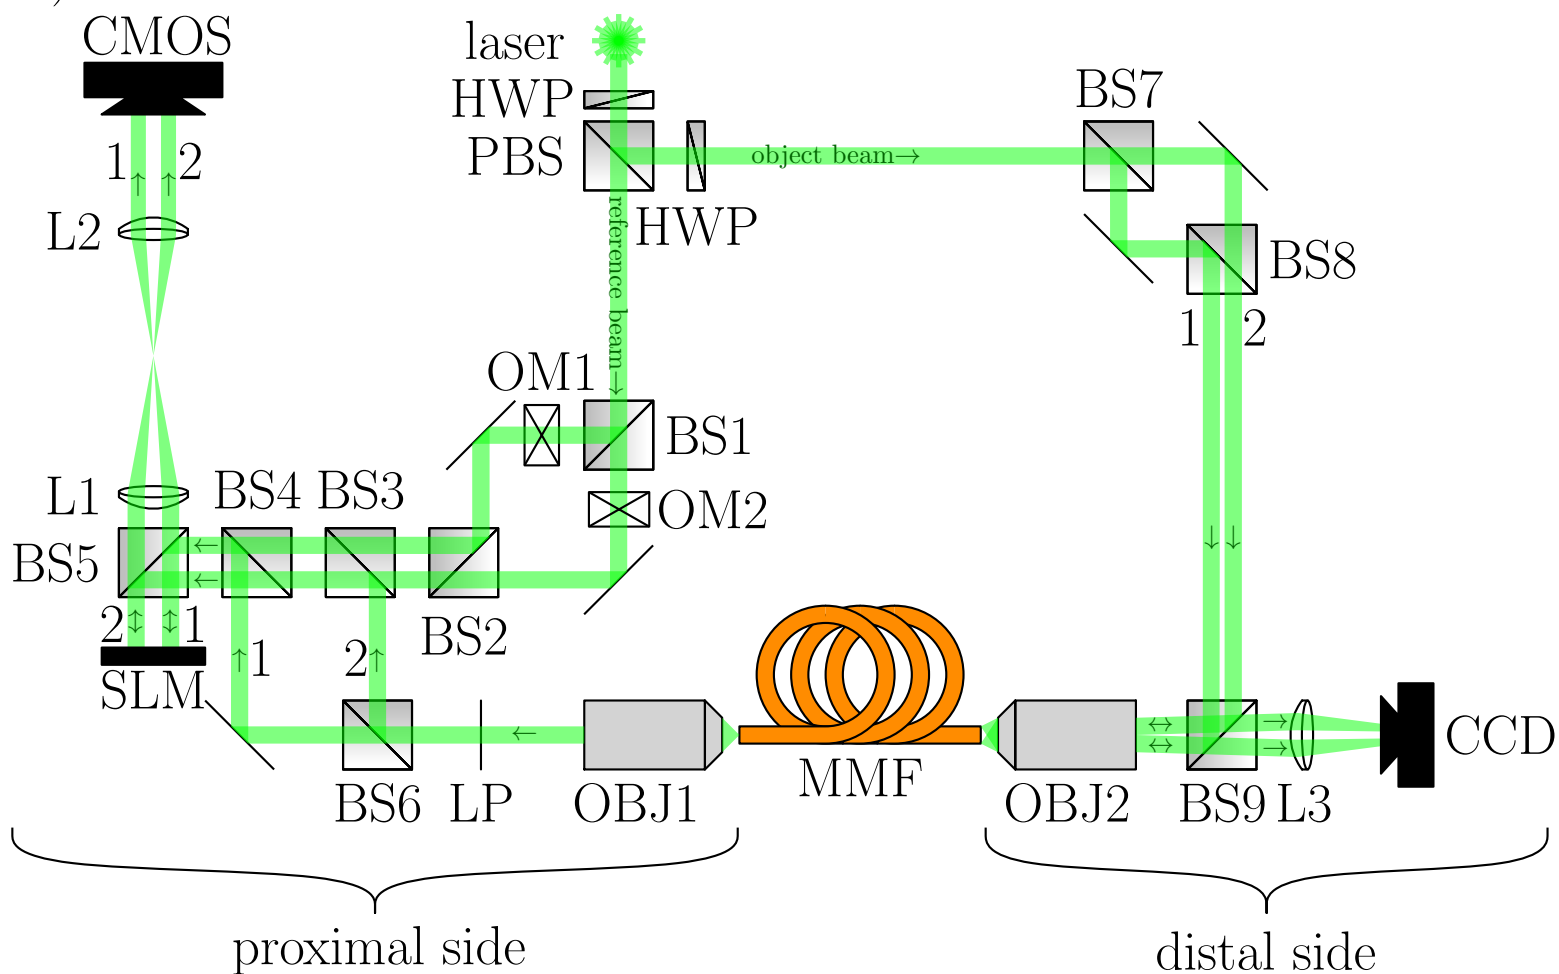 )
CMOS
laser
HWP
BS7
PBS
object beam→
1
2
L2
reference beam→
HWP
BS8
1
2
OM1
BS1
L1
BS4
BS3
OM2
BS5
2
1
BS2
1
2
SLM
CCD
MMF
BS6
LP
OBJ1
OBJ2
BS9
L3
proximal side
distal side